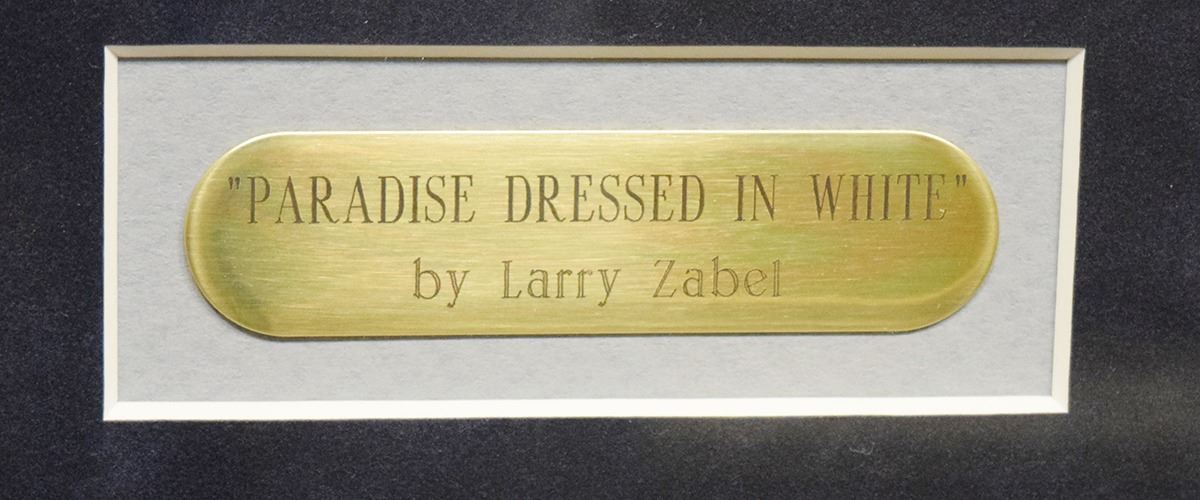 "PARADISE DRESSED IN WHITE"
by Larry Zabel